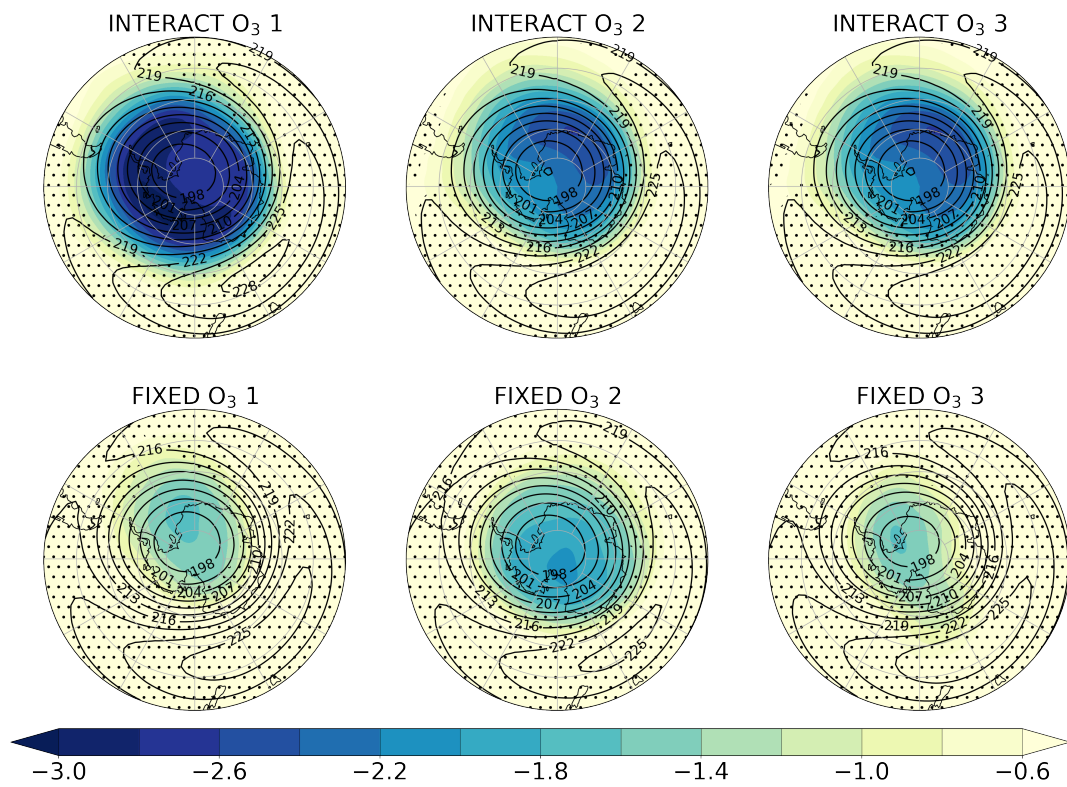 INTERACT O₃ 1 INTERACT O₃ 2 INTERACT O₃ 3
219 219 216 213 204 198 201 207 210 225 219 222 228
219 219 225 210 198 201 204 207 213 216 222
219 219 225 210 198 201 204 207 213 216 222
FIXED O₃ 1 FIXED O₃ 2 FIXED O₃ 3
216 219 222 210 198 201 204 207 213 216 225
219 216 210 198 201 204 207 213 219 216 222 225
216 204 216 198 201 207 210 213 225 219 222
−3.0 −2.6 −2.2 −1.8 −1.4 −1.0 −0.6